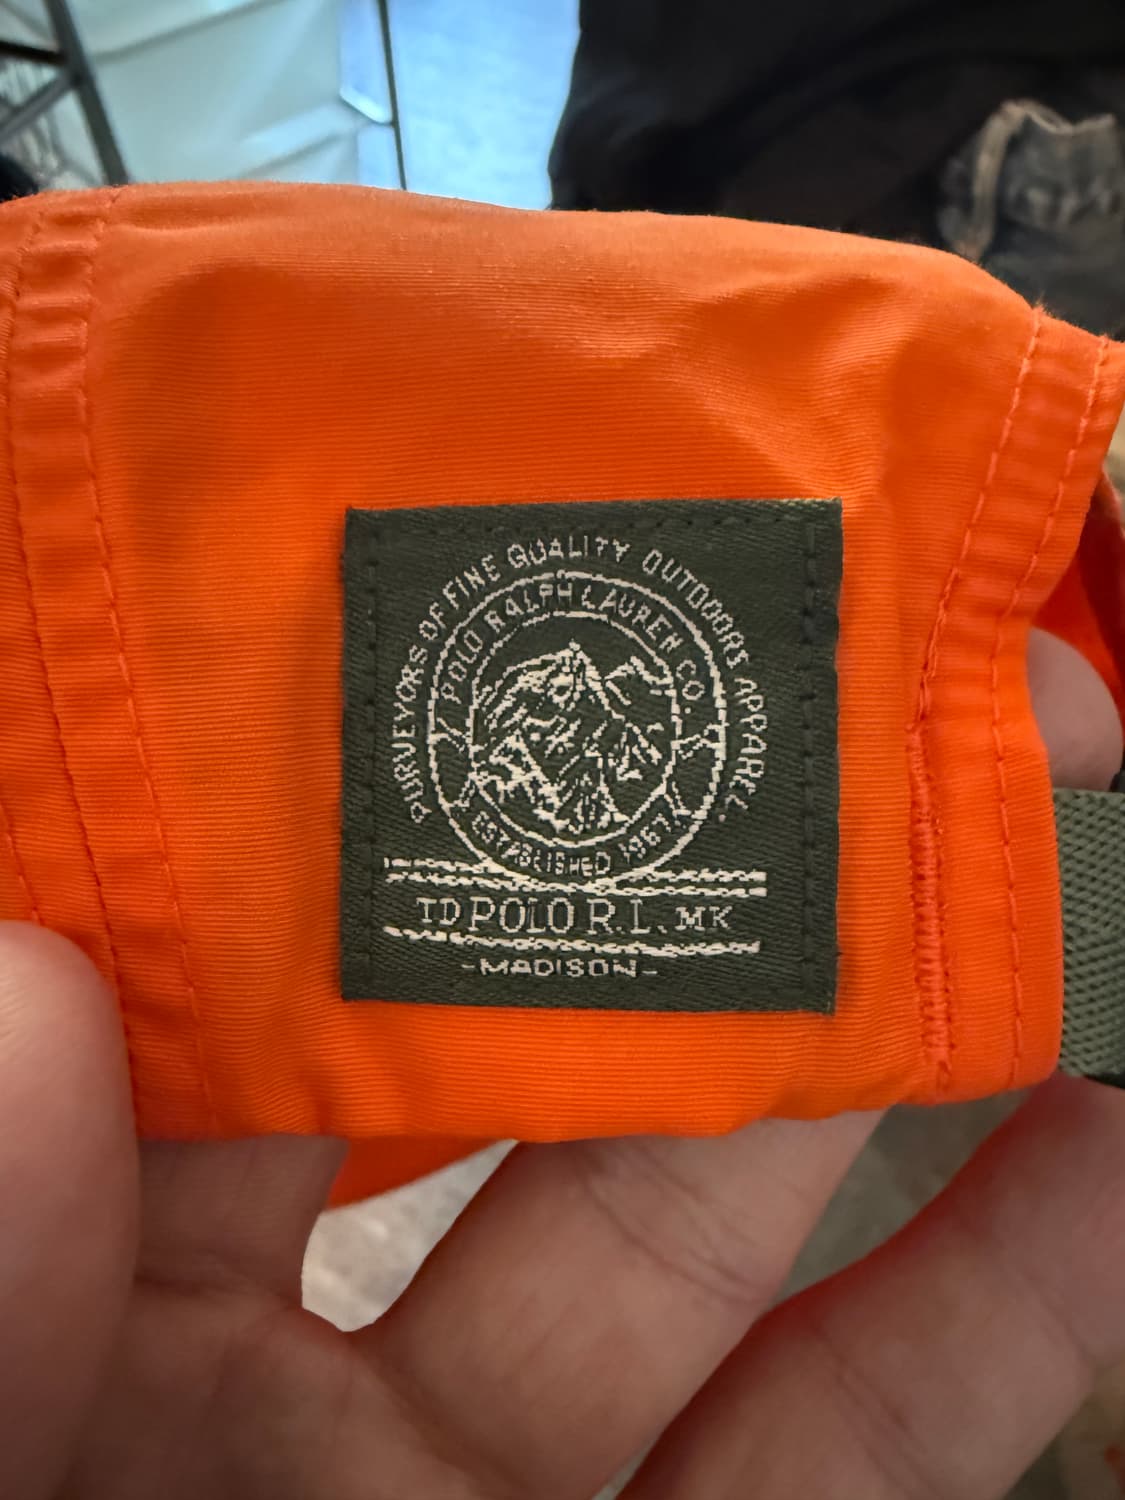 PURVEYORS OF FINE QUALITY OUTDOORS APPAREL.
POLO RALPH LAUREN CO.
ESTABLISHED 1967
TD POLO R.L. MK
-MADISON-